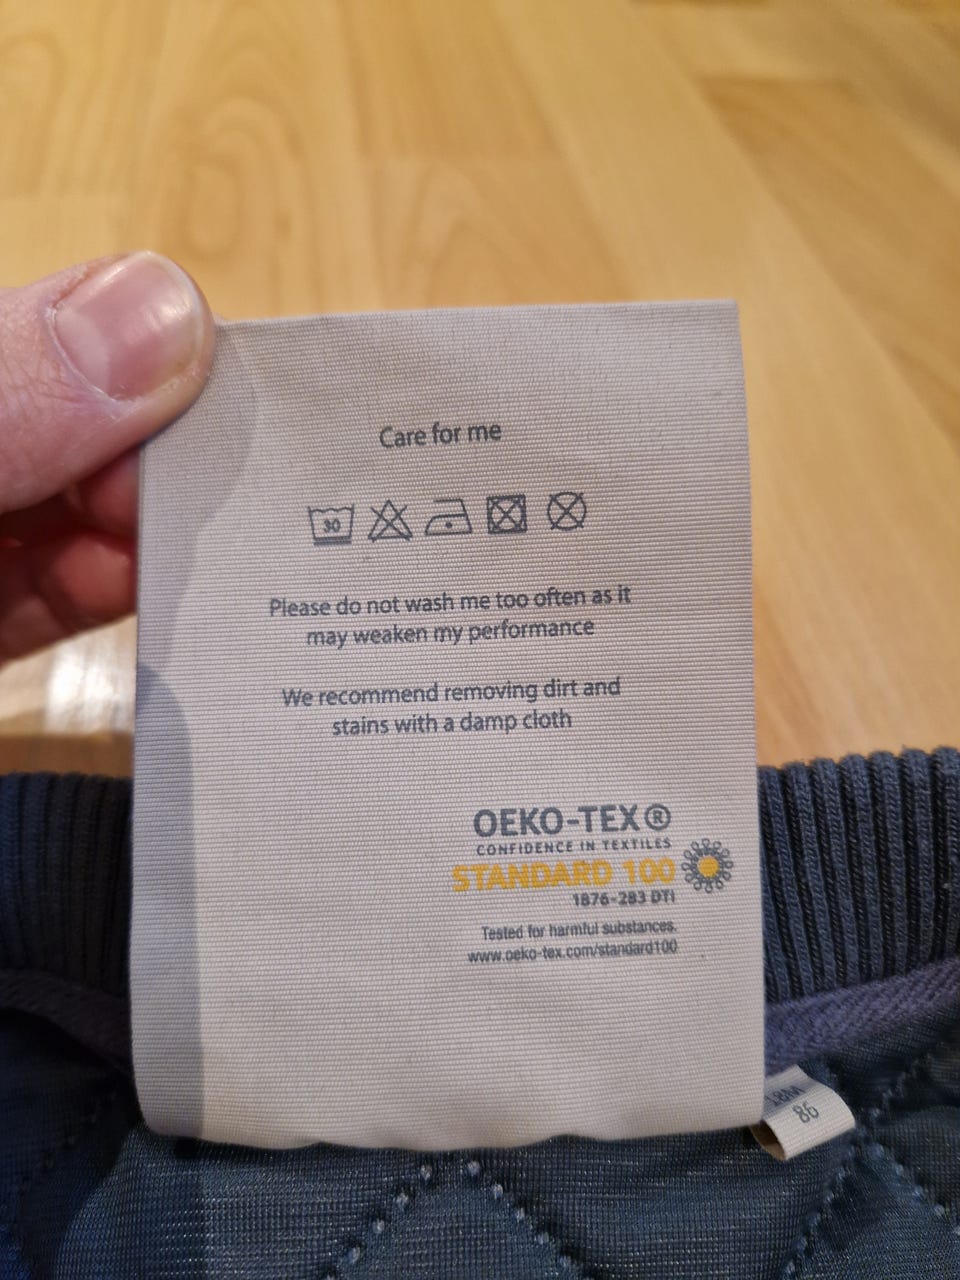 Care for me
30
Please do not wash me too often as it
may weaken my performance
We recommend removing dirt and
stains with a damp cloth
OEKO-TEX®
CONFIDENCE IN TEXTILES
STANDARD 100
1876-283 DTI
Tested for harmful substances.
www.oeko-tex.com/standard100
18M
86